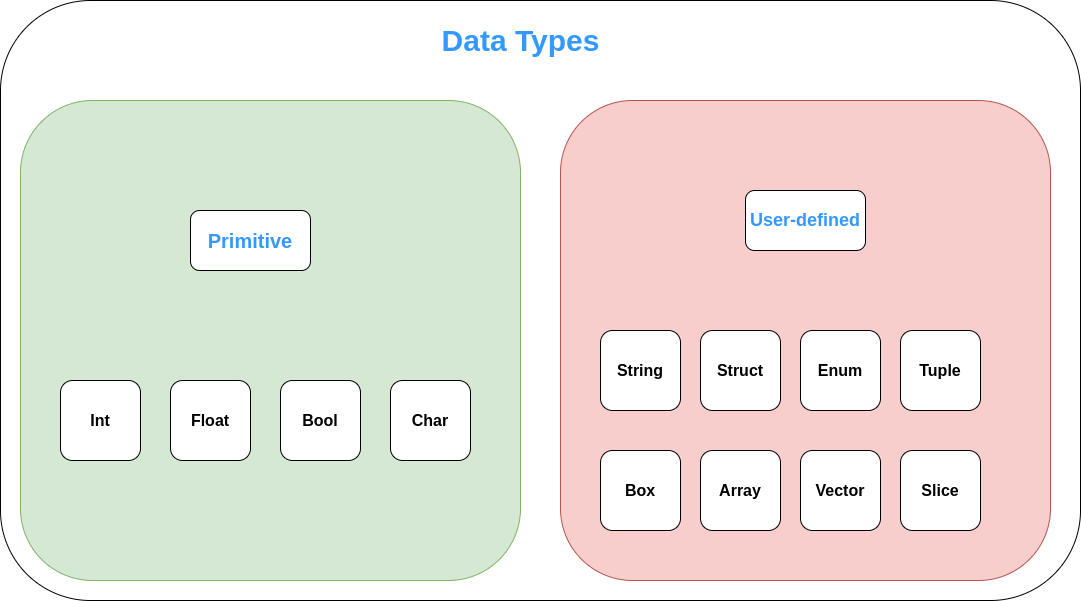 Data Types
Primitive
User-defined
Int
Float
Bool
Char
String
Struct
Enum
Tuple
Box
Array
Vector
Slice